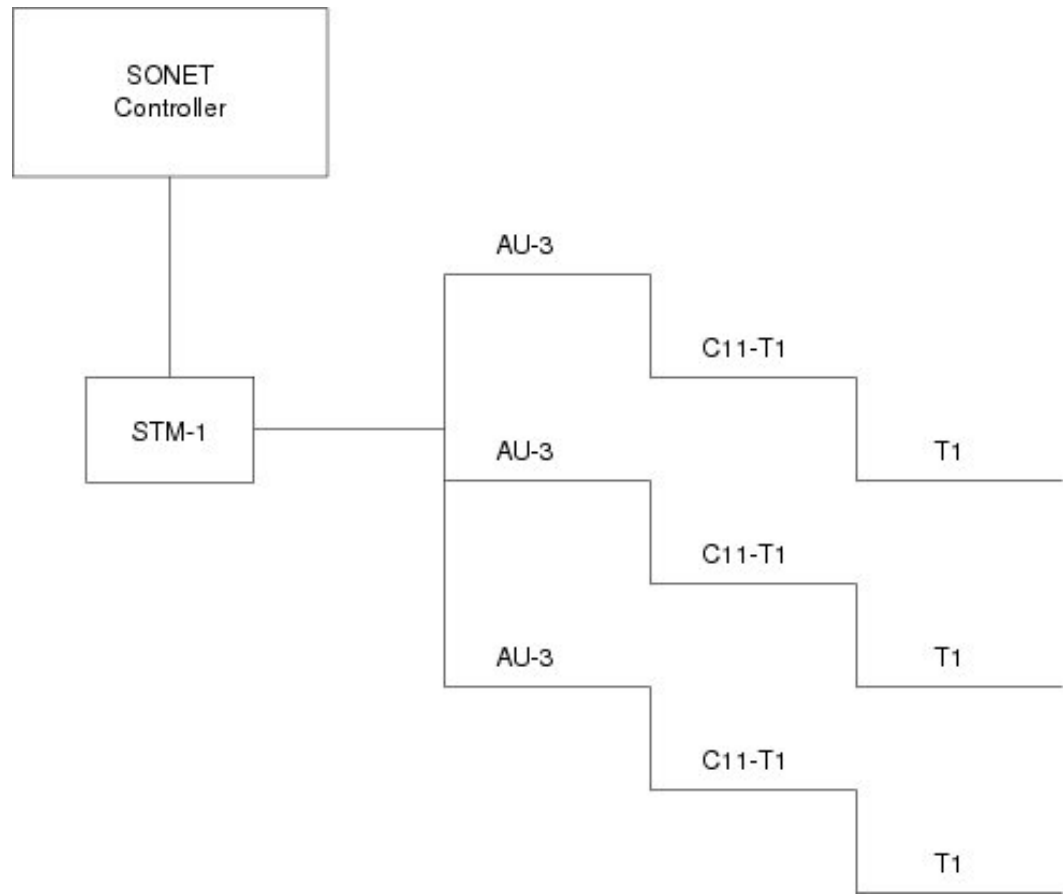 SONET
Controller
AU-3
C11-T1
STM-1
AU-3
T1
C11-T1
AU-3
T1
C11-T1
T1